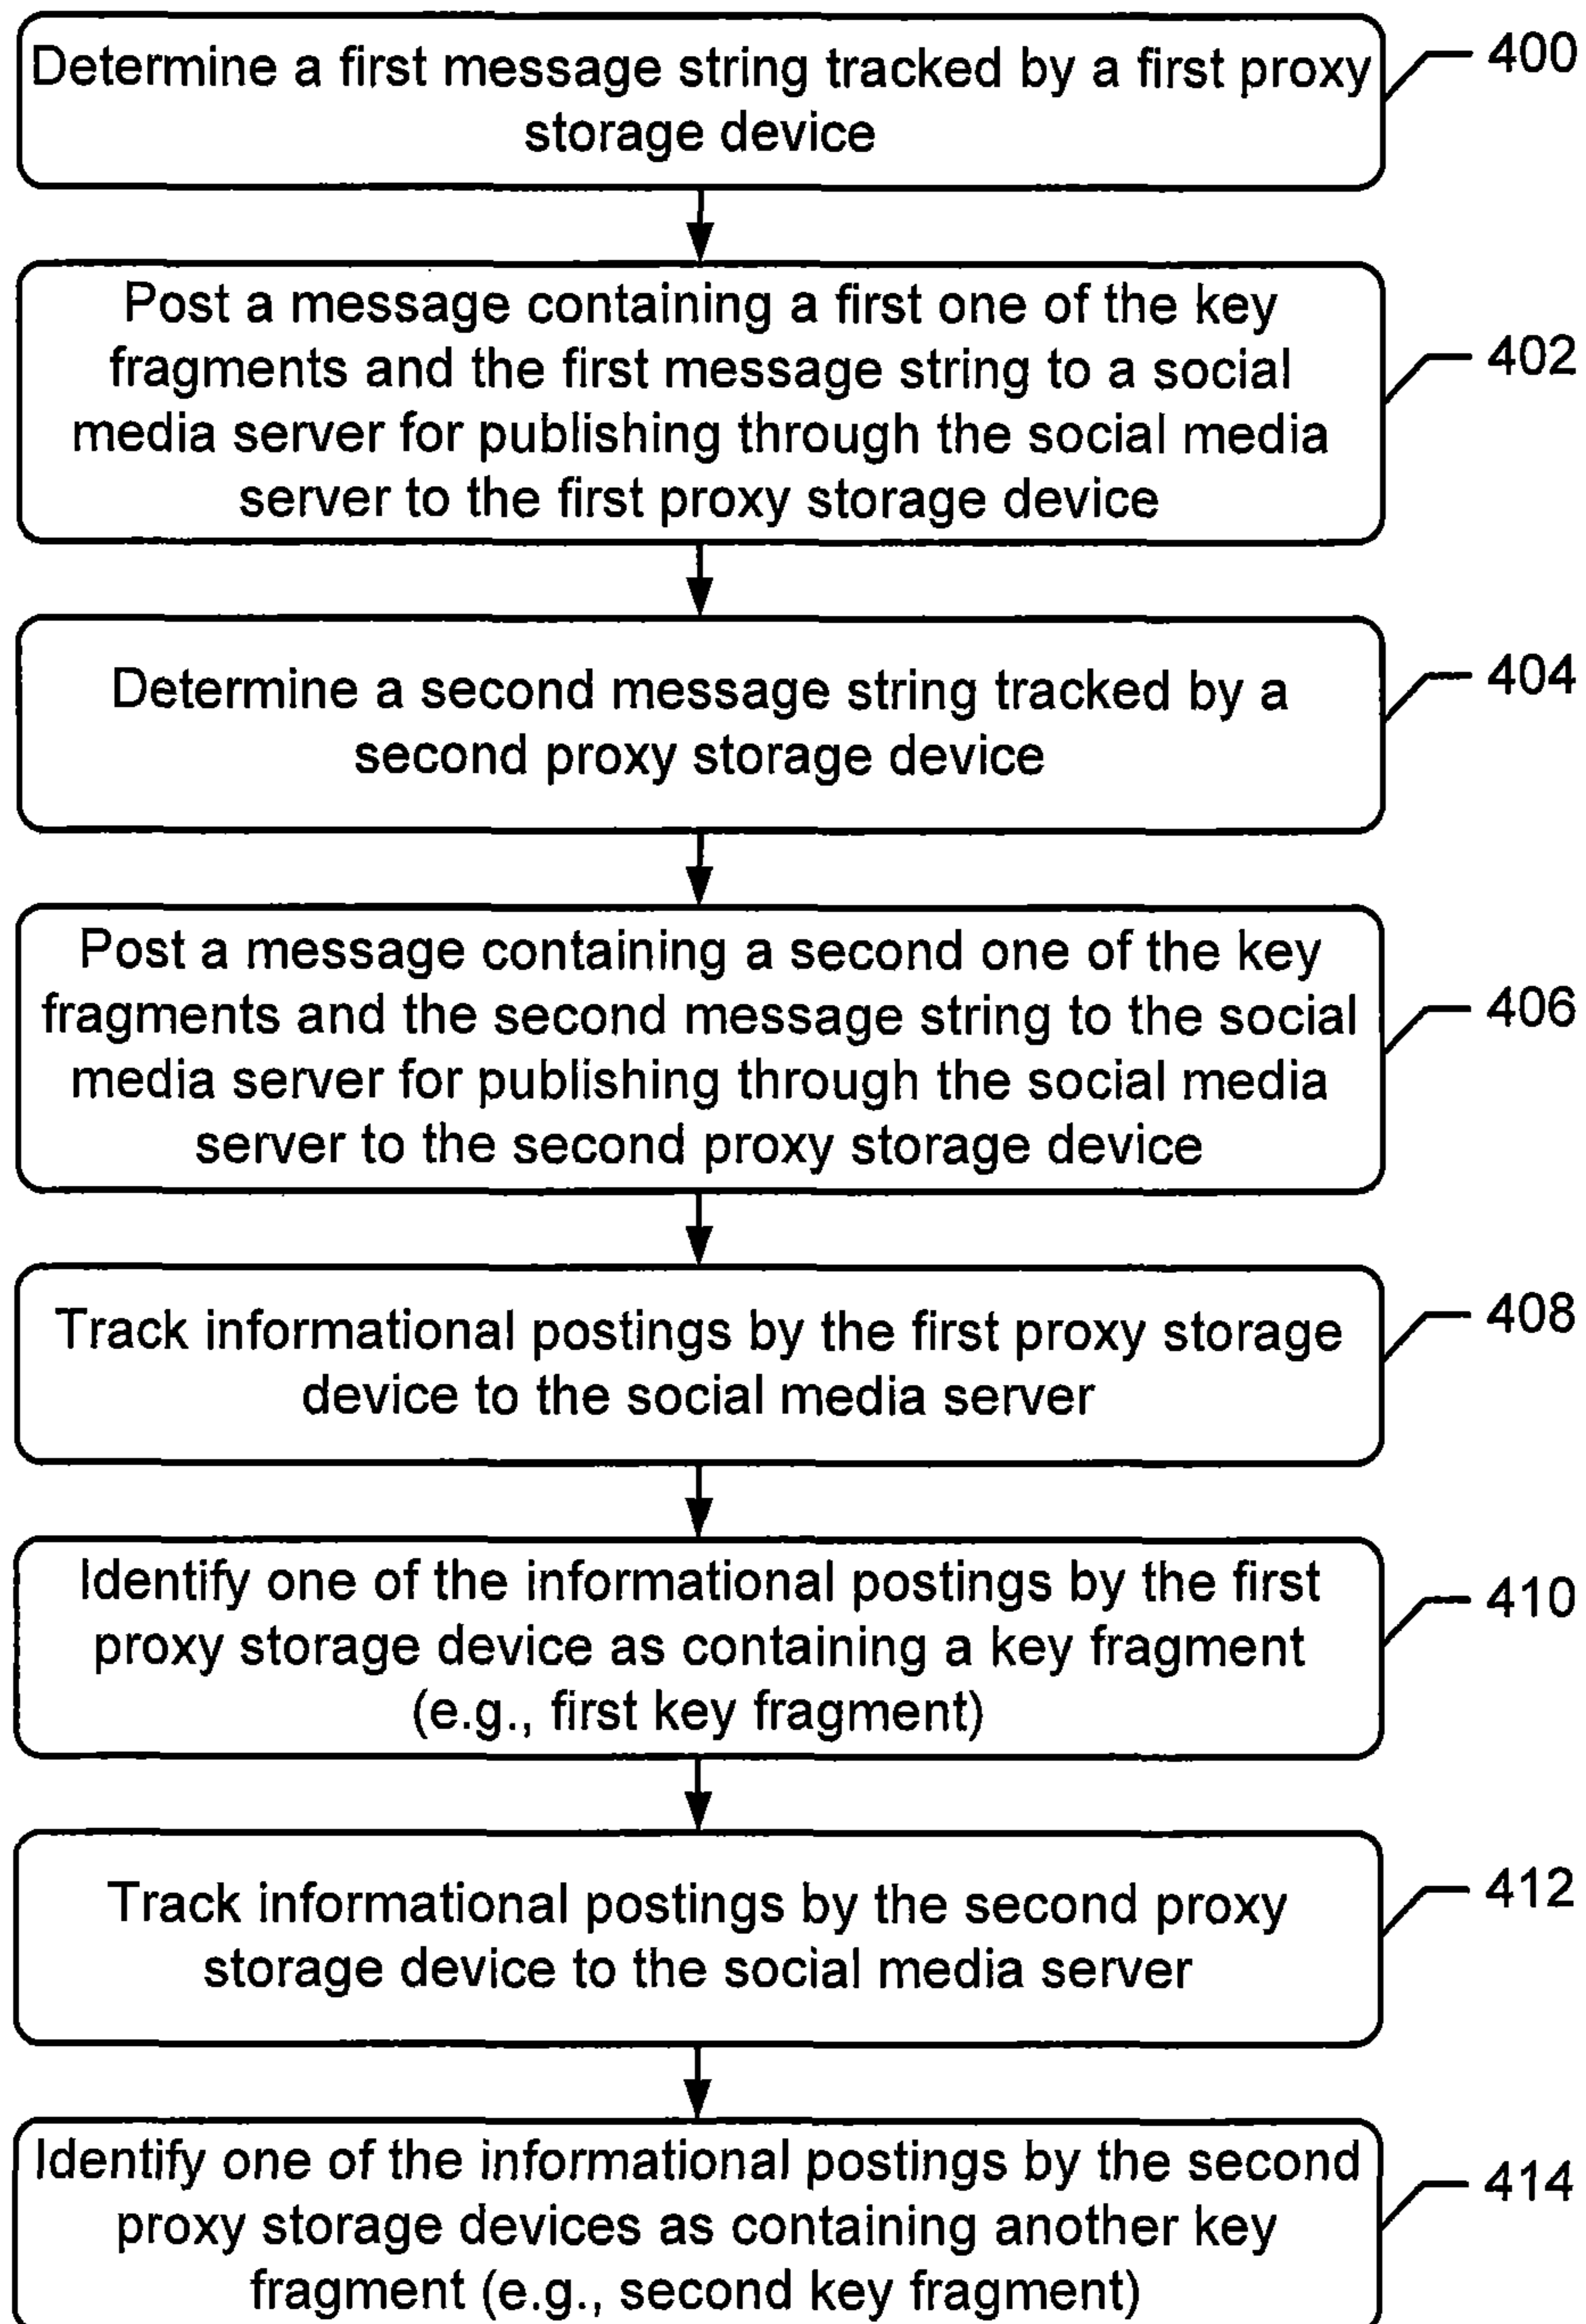 Determine a first message string tracked by a first proxy
storage device
400
Post a message containing a first one of the key
fragments and the first message string to a social
media server for publishing through the social media
server to the first proxy storage device
402
Determine a second message string tracked by a
second proxy storage device
404
Post a message containing a second one of the key
fragments and the second message string to the social
media server for publishing through the social media
server to the second proxy storage device
406
Track informational postings by the first proxy storage
device to the social media server
408
Identify one of the informational postings by the first
proxy storage device as containing a key fragment
(e.g., first key fragment)
410
Track informational postings by the second proxy
storage device to the social media server
412
Identify one of the informational postings by the second
proxy storage devices as containing another key
fragment (e.g., second key fragment)
414